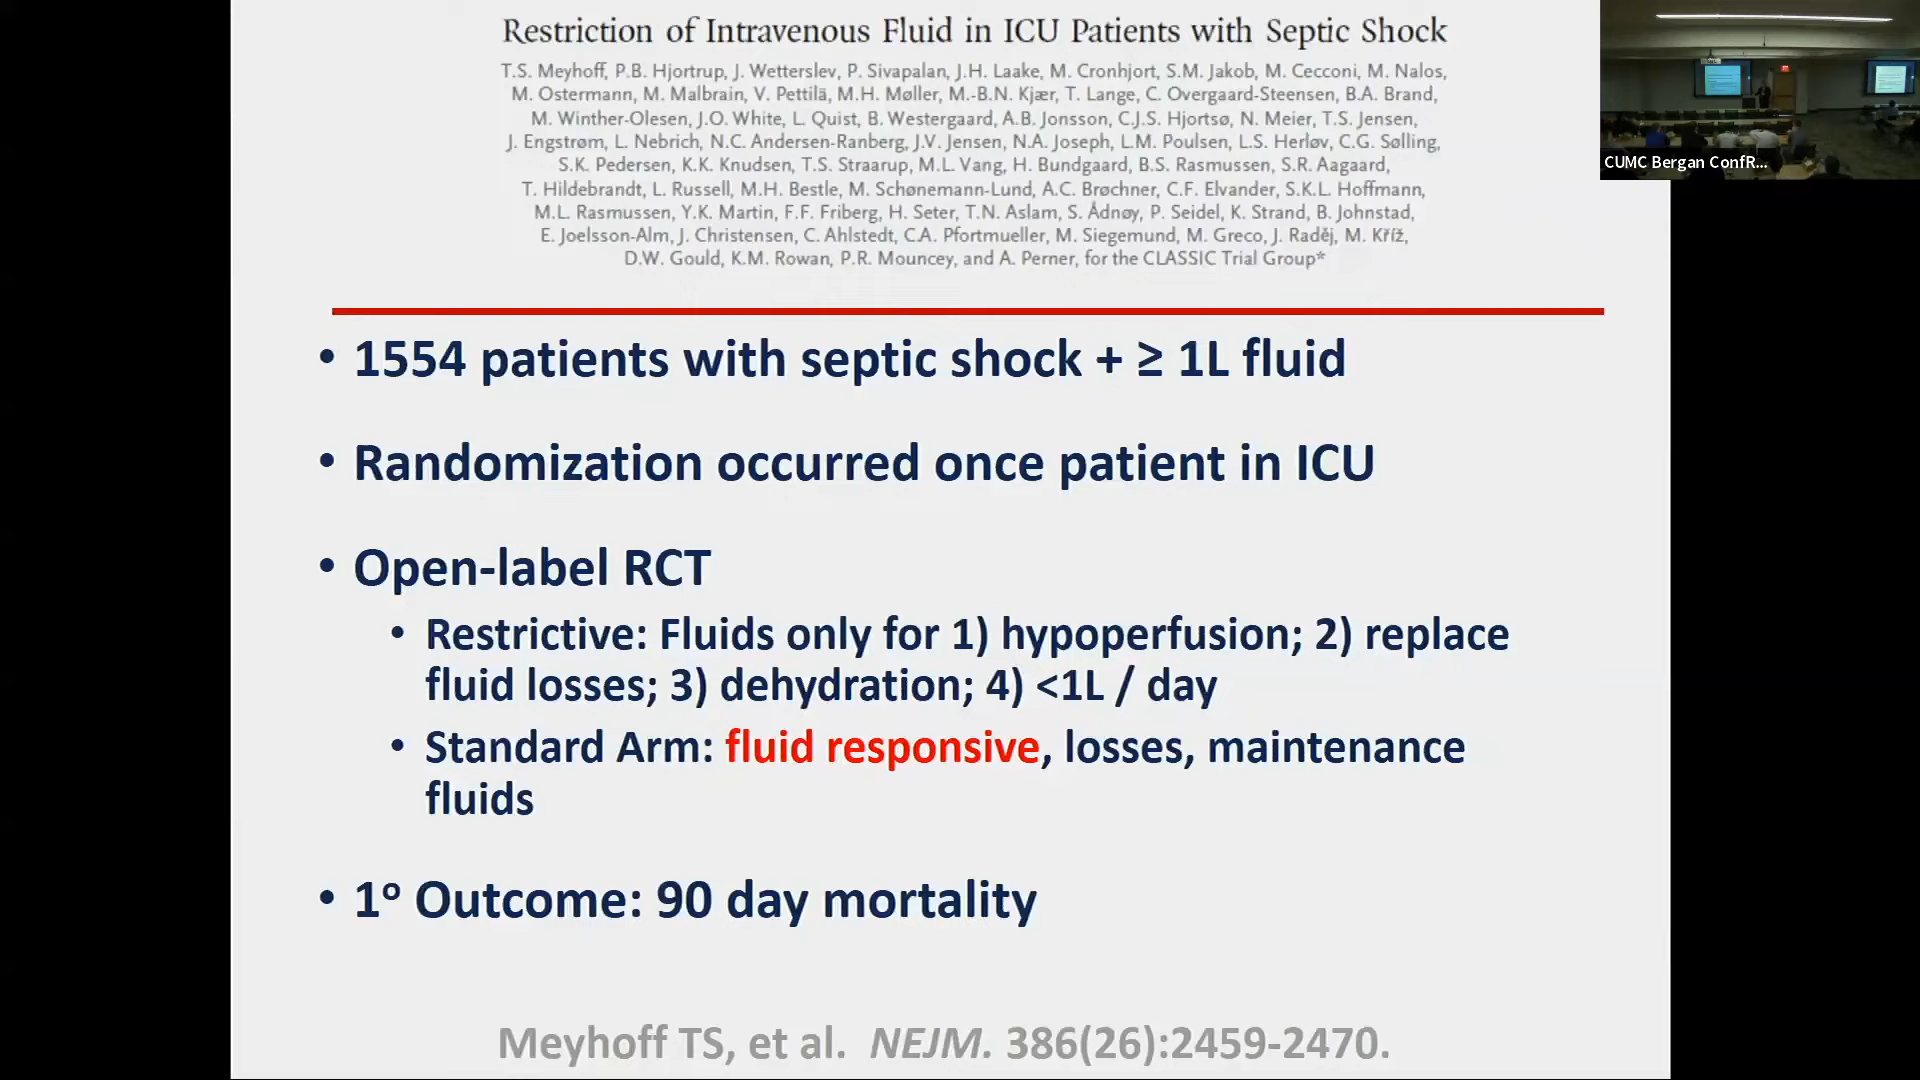 Restriction of Intravenous Fluid in ICU Patients with Septic Shock
T.S. Meyhoff, P.B. Hjortrup, J. Wetterslev, P. Sivapalan, J.H. Laake, M. Cronhjort, S.M. Jakob, M. Cecconi, M. Nalos,
M. Ostermann, M. Malbrain, V. Pettilä, M.H. Møller, M.-B.N. Kjær, T. Lange, C. Overgaard-Steensen, B.A. Brand,
M. Winther-Olesen, J.O. White, L. Quist, B. Westergaard, A.B. Jonsson, C.J.S. Hjortsø, N. Meier, T.S. Jensen,
J. Engstrøm, L. Nebrich, N.C. Andersen-Ranberg, J.V. Jensen, N.A. Joseph, L.M. Poulsen, L.S. Herløv, C.G. Sølling,
S.K. Pedersen, K.K. Knudsen, T.S. Straarup, M.L. Vang, H. Bundgaard, B.S. Rasmussen, S.R. Aagaard,
T. Hildebrandt, L. Russell, M.H. Bestle, M. Schønemann-Lund, A.C. Brøchner, C.F. Elvander, S.K.L. Hoffmann,
M.L. Rasmussen, Y.K. Martin, F.F. Friberg, H. Seter, T.N. Aslam, S. Ådnøy, P. Seidel, K. Strand, B. Johnstad,
E. Joelsson-Alm, J. Christensen, C. Ahlstedt, C.A. Pfortmueller, M. Siegemund, M. Greco, J. Raděj, M. Kříž,
D.W. Gould, K.M. Rowan, P.R. Mouncey, and A. Perner, for the CLASSIC Trial Group*
CUMC Bergan ConfR...
• 1554 patients with septic shock + ≥ 1L fluid
• Randomization occurred once patient in ICU
• Open-label RCT
• Restrictive: Fluids only for 1) hypoperfusion; 2) replace
fluid losses; 3) dehydration; 4) <1L / day
• Standard Arm: fluid responsive, losses, maintenance
fluids
• 1º Outcome: 90 day mortality
Meyhoff TS, et al. NEJM. 386(26):2459-2470.